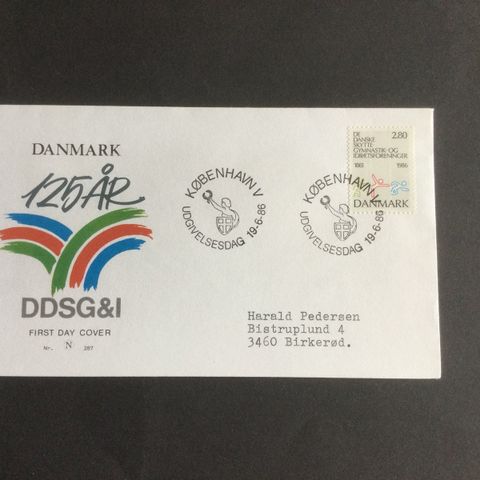 DANMARK
125 ÅR
DDSG&I
FIRST DAY COVER
Nr. N 287
KØBENHAVN V
UDGIVELSESDAG 19-6-86
KØBENHAVN V
UDGIVELSESDAG 19-6-86
DE 2.80
DANSKE
SKYTTE
GYMNASTIK- OG
IDRÆTSFORENINGER
1861 1986
DANMARK
Harald Pedersen
Bistruplund 4
3460 Birkerød.